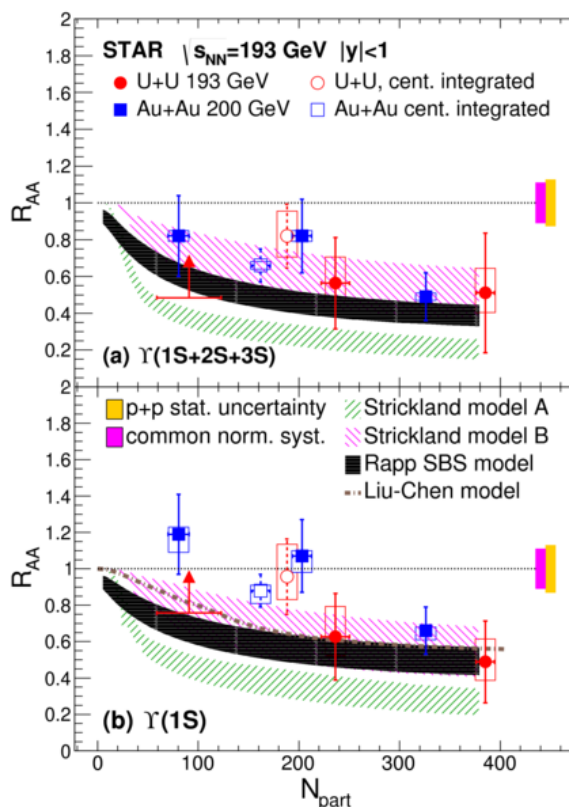 STAR √sNN=193 GeV |y|<1
U+U 193 GeV
U+U, cent. integrated
Au+Au 200 GeV
Au+Au cent. integrated
RAA
2
1.8
1.6
1.4
1.2
1
0.8
0.6
0.4
0.2
(a) ϒ(1S+2S+3S)
p+p stat. uncertainty
common norm. syst.
Strickland model A
Strickland model B
Rapp SBS model
Liu-Chen model
RAA
2
1.8
1.6
1.4
1.2
1
0.8
0.6
0.4
0.2
0
(b) ϒ(1S)
0 100 200 300 400
Npart